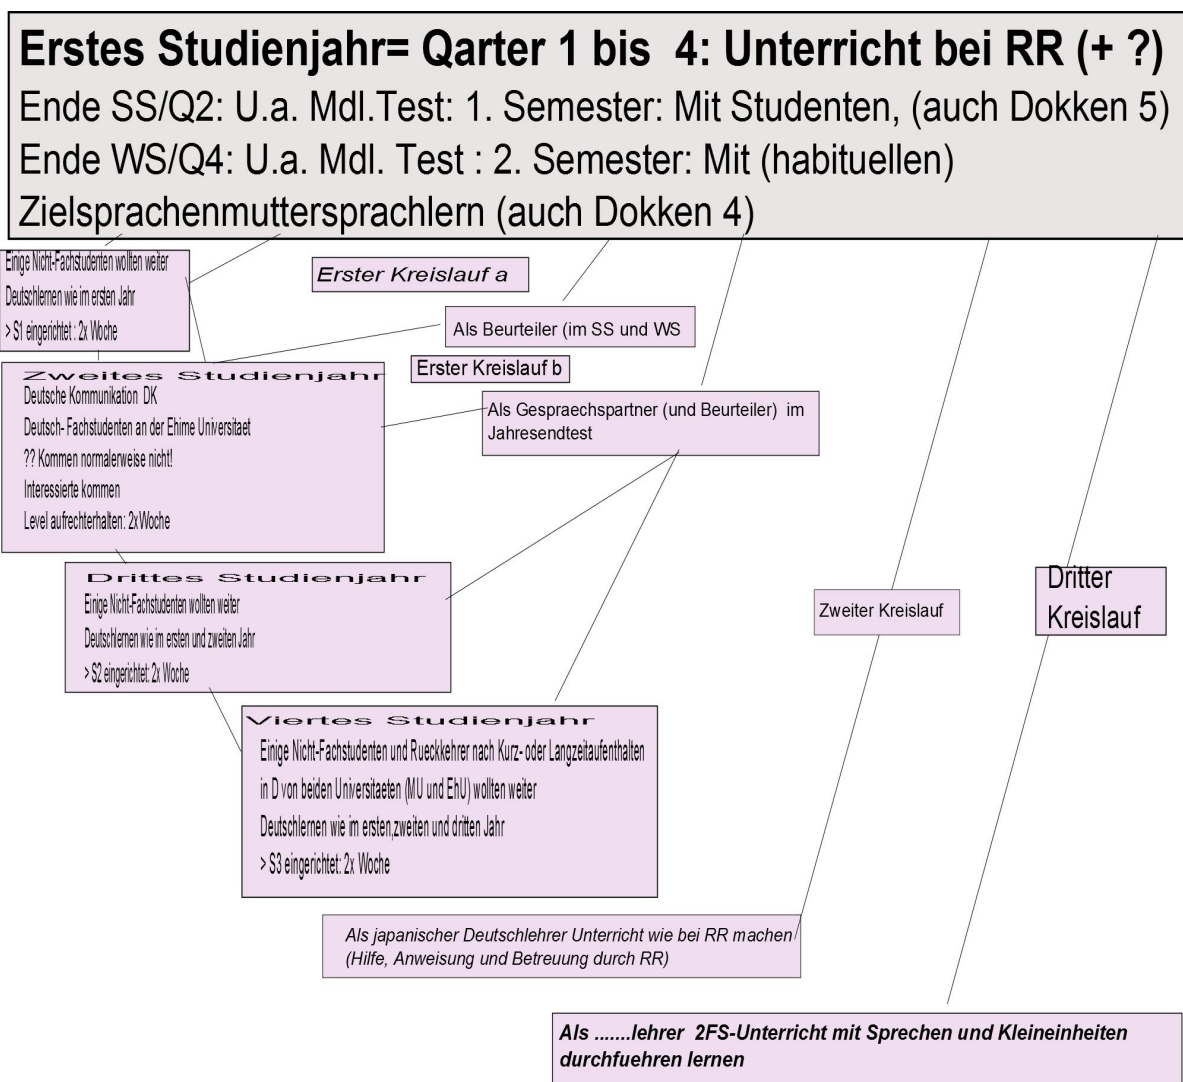 Erstes Studienjahr= Qarter 1 bis  4: Unterricht bei RR (+ ?)
Ende SS/Q2: U.a. Mdl.Test: 1. Semester: Mit Studenten, (auch Dokken 5)
Ende WS/Q4: U.a. Mdl. Test : 2. Semester: Mit (habituellen)
Zielsprachenmuttersprachlern (auch Dokken 4)
Einige Nicht-Fachstudenten wollten weiter
Deutschlernen wie im ersten Jahr
> S1 eingerichtet : 2x Woche
Erster Kreislauf a
Als Beurteiler (im SS und WS
Erster Kreislauf b
Als Gespraechspartner (und Beurteiler)  im
Jahresendtest
Zweites Studienjahr
Deutsche Kommunikation  DK
Deutsch- Fachstudenten an der Ehime Universitaet
?? Kommen normalerweise nicht!
Interessierte kommen
Level aufrechterhalten: 2xWoche
Drittes Studienjahr
Einige Nicht-Fachstudenten wollten weiter
Deutschlernen wie im ersten und zweiten Jahr
> S2 eingerichtet: 2x Woche
Zweiter Kreislauf
Dritter
Kreislauf
Viertes Studienjahr
Einige Nicht-Fachstudenten und Rueckkehrer nach Kurz- oder Langzeitaufenthalten
in D von beiden Universitaeten (MU und EhU) wollten weiter
Deutschlernen wie im ersten,zweiten und dritten Jahr
> S3 eingerichtet: 2x Woche
Als japanischer Deutschlehrer Unterricht wie bei RR machen
(Hilfe, Anweisung und Betreuung durch RR)
Als .......lehrer  2FS-Unterricht mit Sprechen und Kleineinheiten
durchfuehren lernen